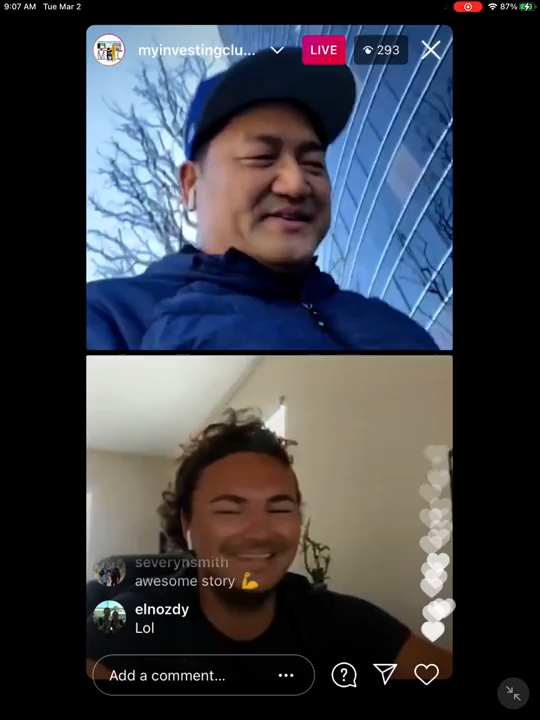 9:07 AM Tue Mar 2
87%
myinvestingclu...
LIVE
293
severynsmith
awesome story 💪
elnozdy
Lol
Add a comment...